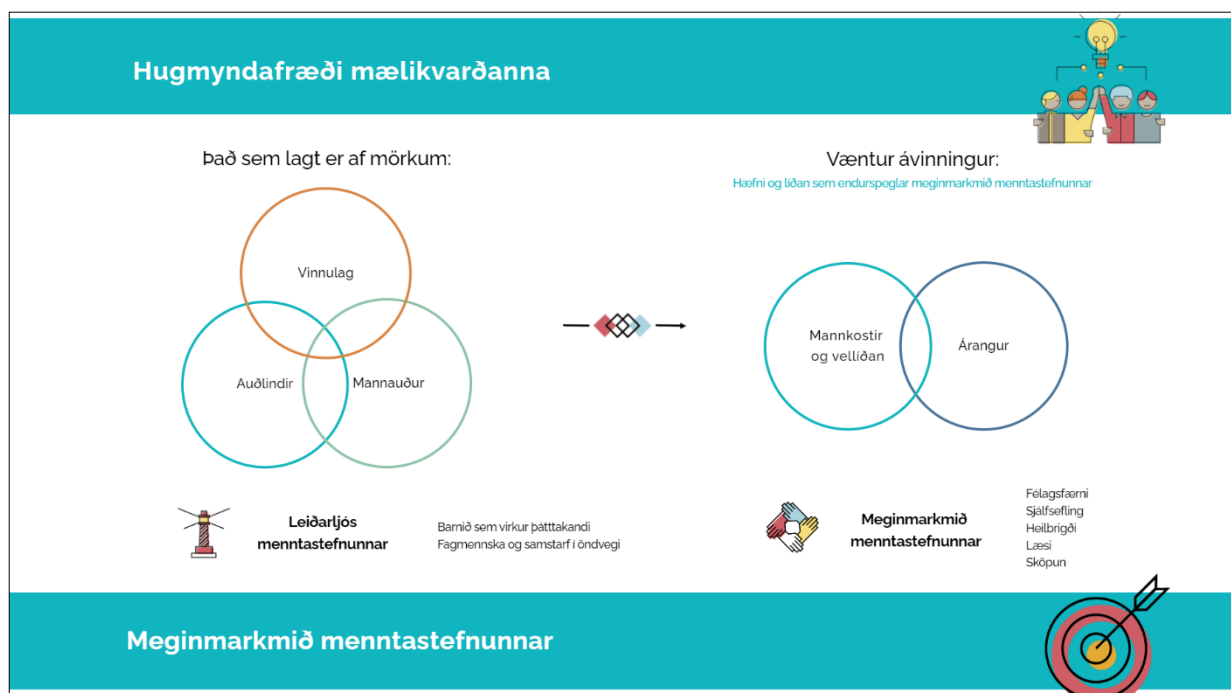 Hugmyndafræði mælikvarðanna
Það sem lagt er af mörkum:
Vinnulag
Auðlindir
Mannauður
Leiðarljós
menntastefnunnar
Barnið sem virkur þátttakandi
Fagmennska og samstarf í öndvegi
Væntur ávinningur:
Hæfni og líðan sem endurspeglar meginmarkmið menntastefnunnar
Mannkostir
og vellíðan
Árangur
Meginmarkmið
menntastefnunnar
Félagsfærni
Sjálfsefling
Heilbrigði
Læsi
Sköpun
Meginmarkmið menntastefnunnar